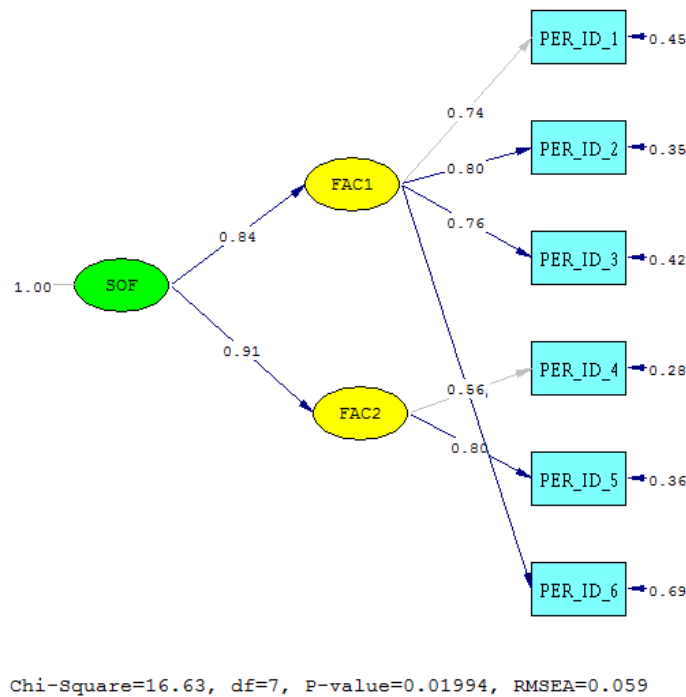 PER_ID_1
0.45
0.74
PER_ID_2
0.35
0.80
FAC1
0.76
0.84
PER_ID_3
0.42
1.00
SOF
0.91
PER_ID_4
0.28
0.56
FAC2
0.80
PER_ID_5
0.36
PER_ID_6
0.69
Chi-Square=16.63, df=7, P-value=0.01994, RMSEA=0.059